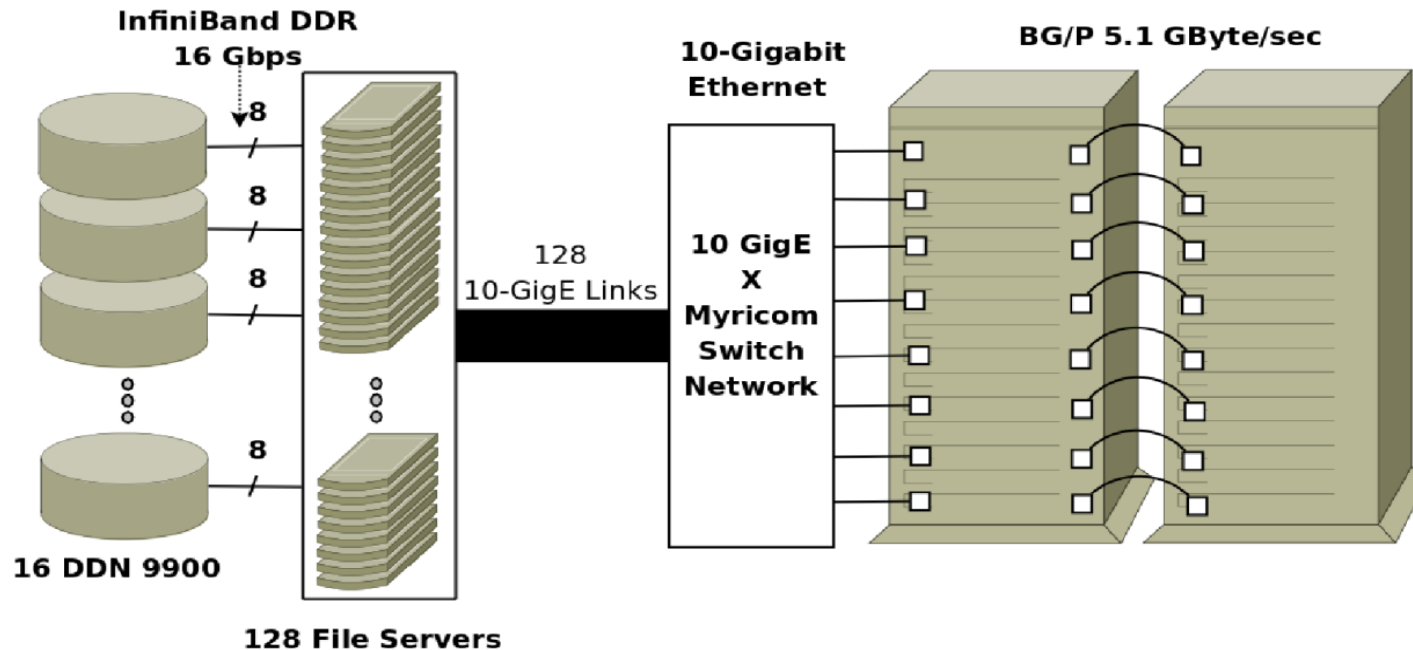 InfiniBand DDR
16 Gbps
8
8
8
8
16 DDN 9900
128 File Servers
128
10-GigE Links
10-Gigabit
Ethernet
10 GigE
X
Myricom
Switch
Network
BG/P 5.1 GByte/sec